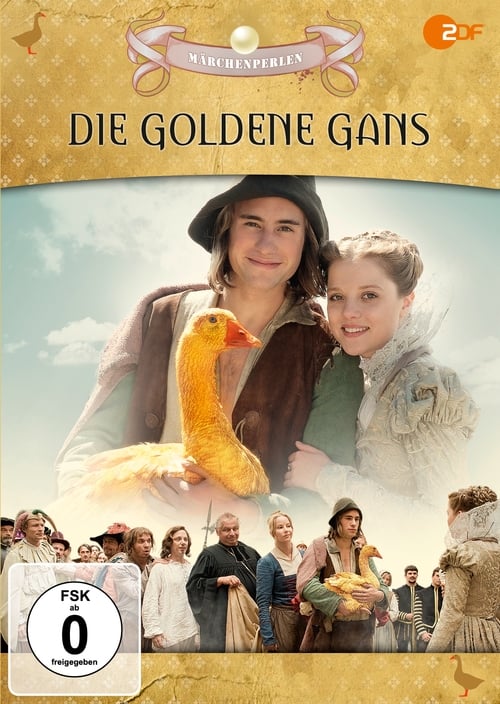 ZDF
MÄRCHENPERLEN
DIE GOLDENE GANS
FSK
ab
0
freigegeben